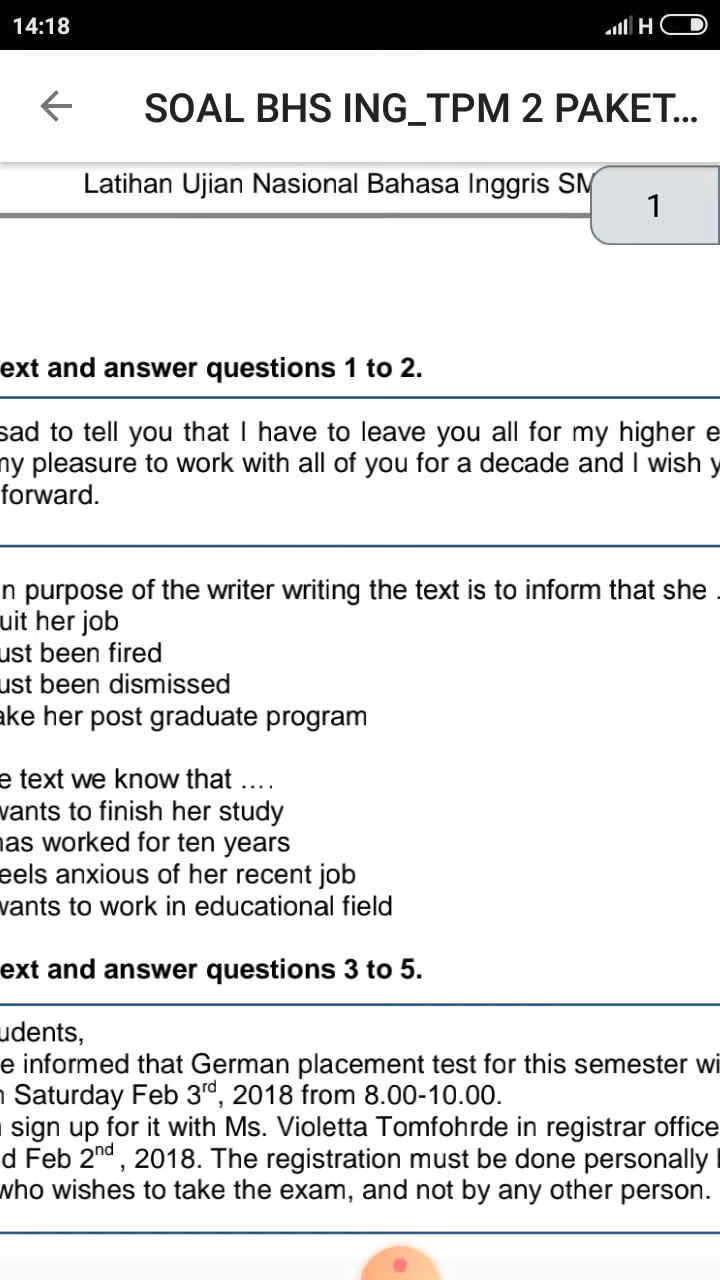 14:18 H
SOAL BHS ING_TPM 2 PAKET...
Latihan Ujian Nasional Bahasa Inggris SM
1
ext and answer questions 1 to 2.
sad to tell you that I have to leave you all for my higher e
ny pleasure to work with all of you for a decade and I wish y
forward.
n purpose of the writer writing the text is to inform that she .
uit her job
ust been fired
ust been dismissed
ake her post graduate program
e text we know that ....
wants to finish her study
has worked for ten years
eels anxious of her recent job
wants to work in educational field
ext and answer questions 3 to 5.
udents,
e informed that German placement test for this semester wi
n Saturday Feb 3rd, 2018 from 8.00-10.00.
sign up for it with Ms. Violetta Tomfohrde in registrar office
d Feb 2nd , 2018. The registration must be done personally
who wishes to take the exam, and not by any other person.